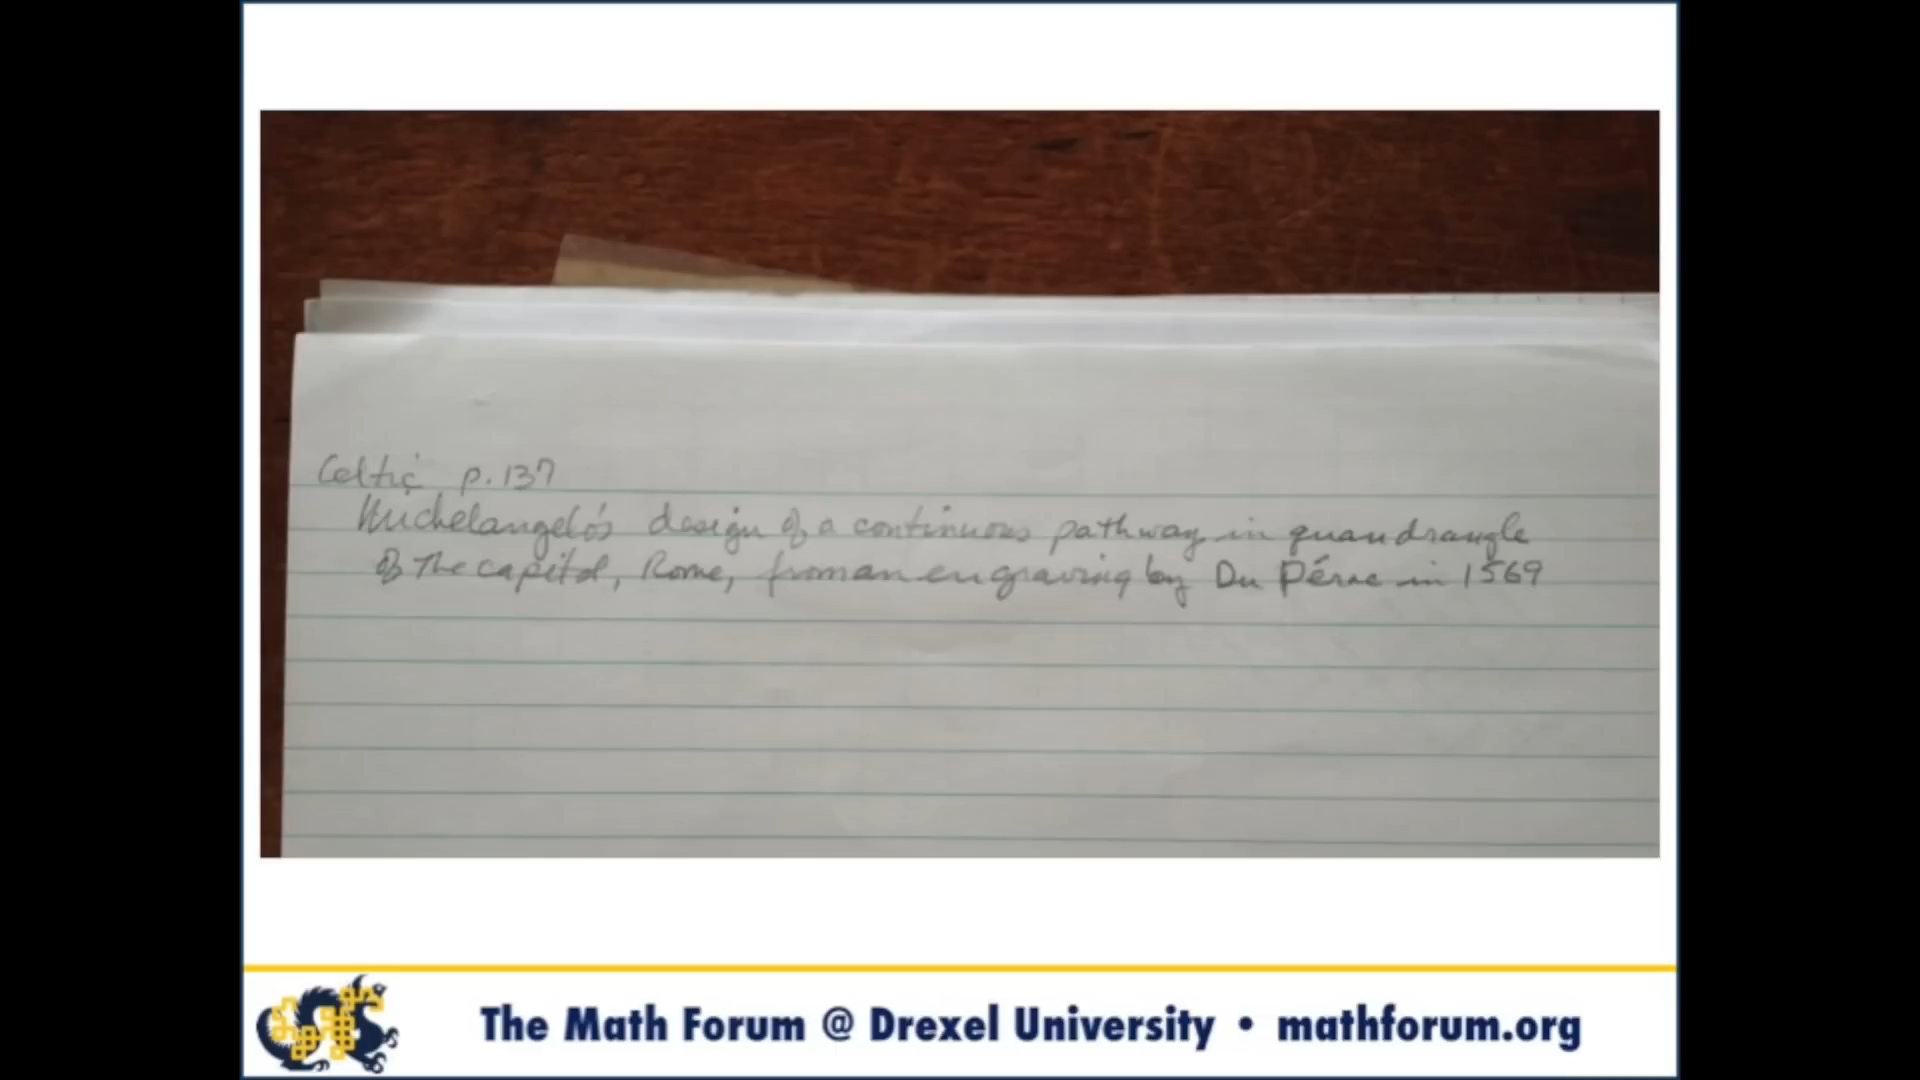 Celtic p. 137
Michelangelo's design of a continuous pathway in quandrangle
of The capitol, Rome, from an engraving by Du Pérac in 1569
The Math Forum @ Drexel University • mathforum.org